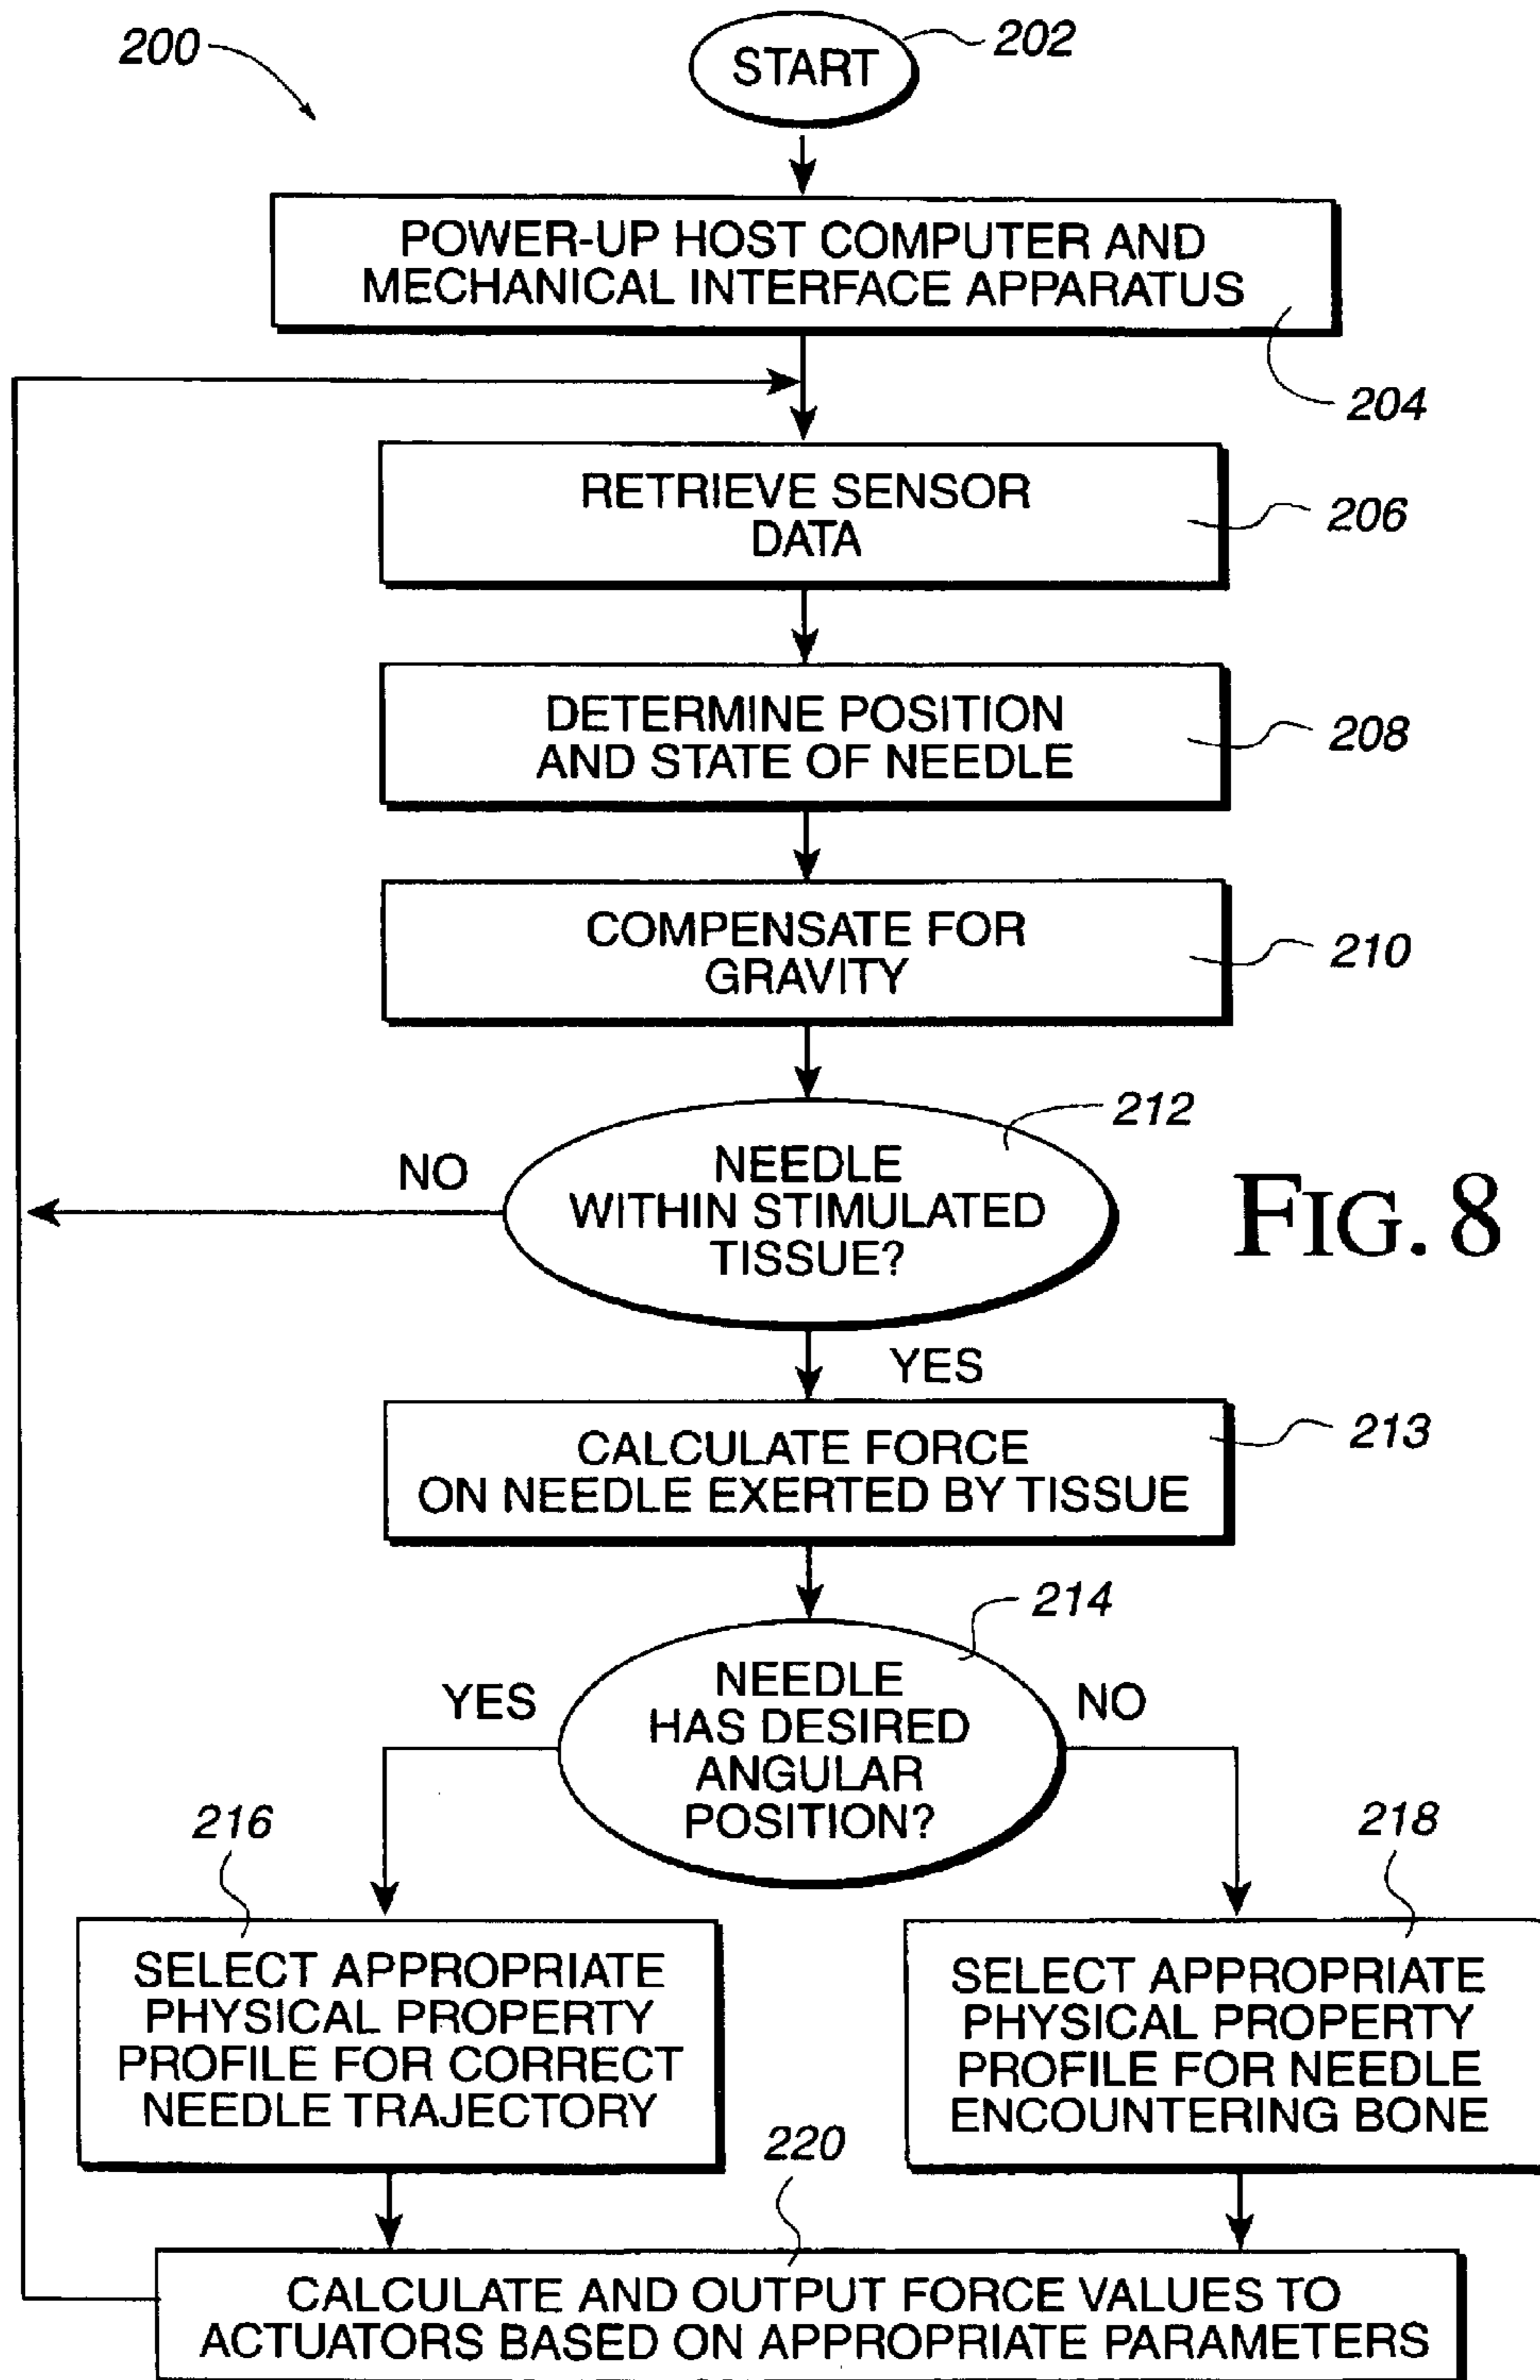 200
START
202
POWER-UP HOST COMPUTER AND
MECHANICAL INTERFACE APPARATUS
204
RETRIEVE SENSOR
DATA
206
DETERMINE POSITION
AND STATE OF NEEDLE
208
COMPENSATE FOR
GRAVITY
210
212
NO
NEEDLE
WITHIN STIMULATED
TISSUE?
FIG. 8
YES
CALCULATE FORCE
ON NEEDLE EXERTED BY TISSUE
213
214
YES
NEEDLE
HAS DESIRED
ANGULAR
POSITION?
NO
216
SELECT APPROPRIATE
PHYSICAL PROPERTY
PROFILE FOR CORRECT
NEEDLE TRAJECTORY
218
SELECT APPROPRIATE
PHYSICAL PROPERTY
PROFILE FOR NEEDLE
ENCOUNTERING BONE
220
CALCULATE AND OUTPUT FORCE VALUES TO
ACTUATORS BASED ON APPROPRIATE PARAMETERS